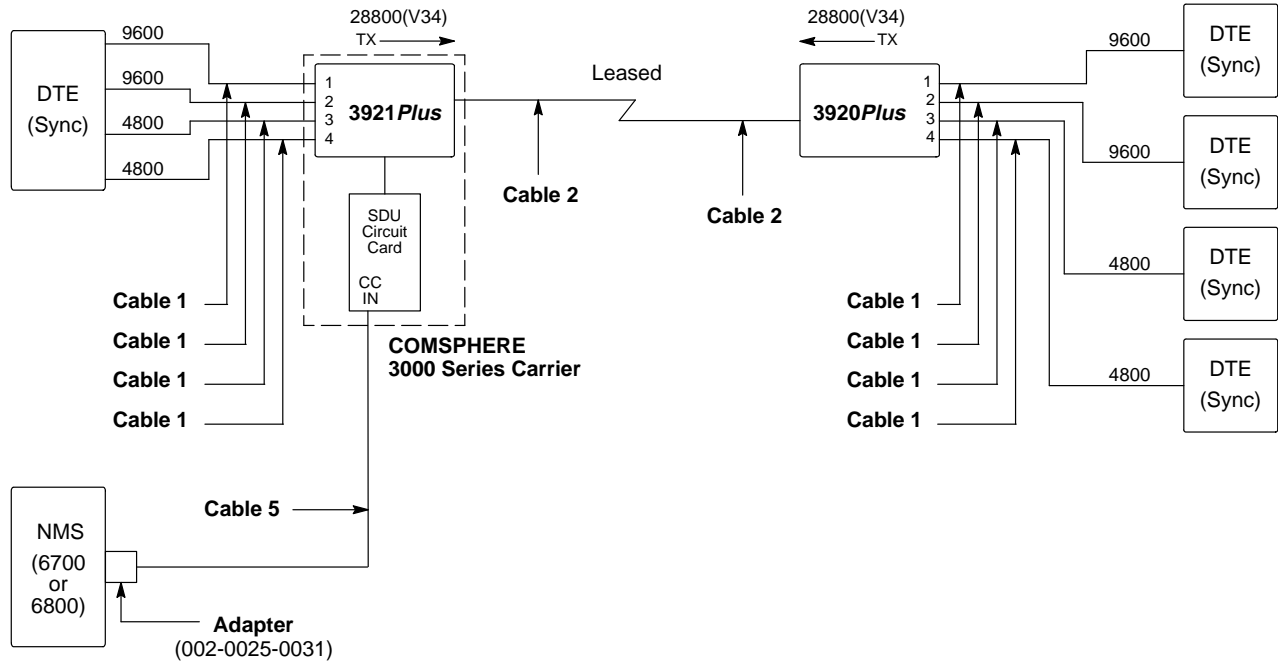 28800(V34)
TX
28800(V34)
TX
DTE
(Sync)
9600
9600
4800
4800
1
2
3
4
3921Plus
SDU
Circuit
Card
CC
IN
COMSPHERE
3000 Series Carrier
Leased
Cable 2
Cable 2
3920Plus
1
2
3
4
9600
9600
4800
4800
DTE
(Sync)
DTE
(Sync)
DTE
(Sync)
DTE
(Sync)
Cable 1
Cable 1
Cable 1
Cable 1
Cable 1
Cable 1
Cable 1
Cable 1
Cable 5
NMS
(6700
or
6800)
Adapter
(002-0025-0031)